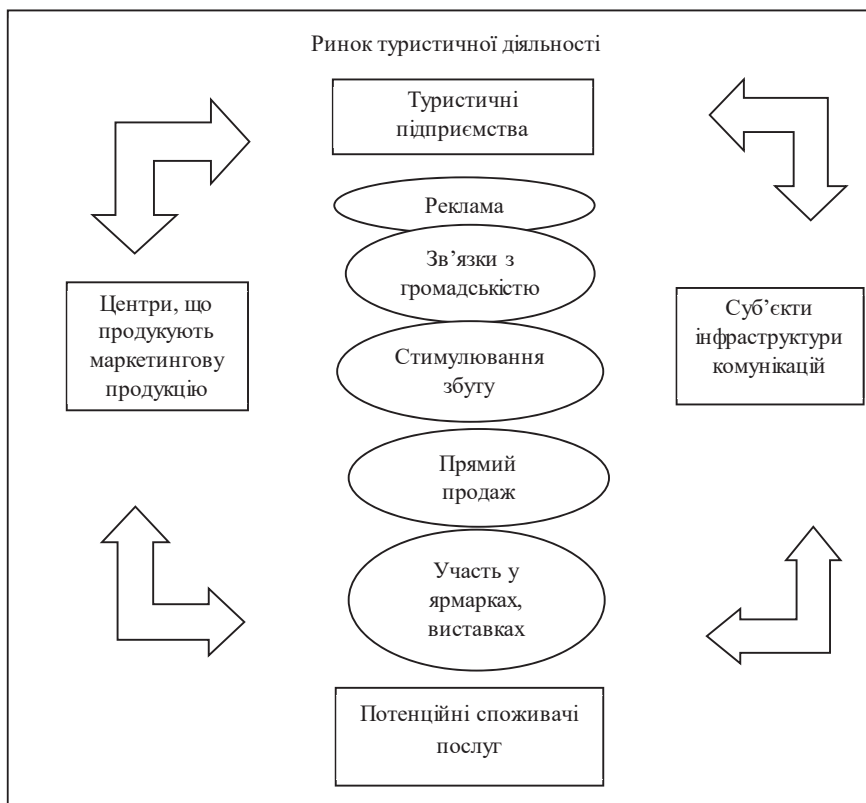 Ринок туристичної діяльності
Туристичні
підприємства
Реклама
Зв'язки з
громадськістю
Центри, що
продукують
маркетингову
продукцію
Стимулювання
збуту
Суб’єкти
інфраструктури
комунікацій
Прямий
продаж
Участь у
ярмарках,
виставках
Потенційні споживачі
послуг